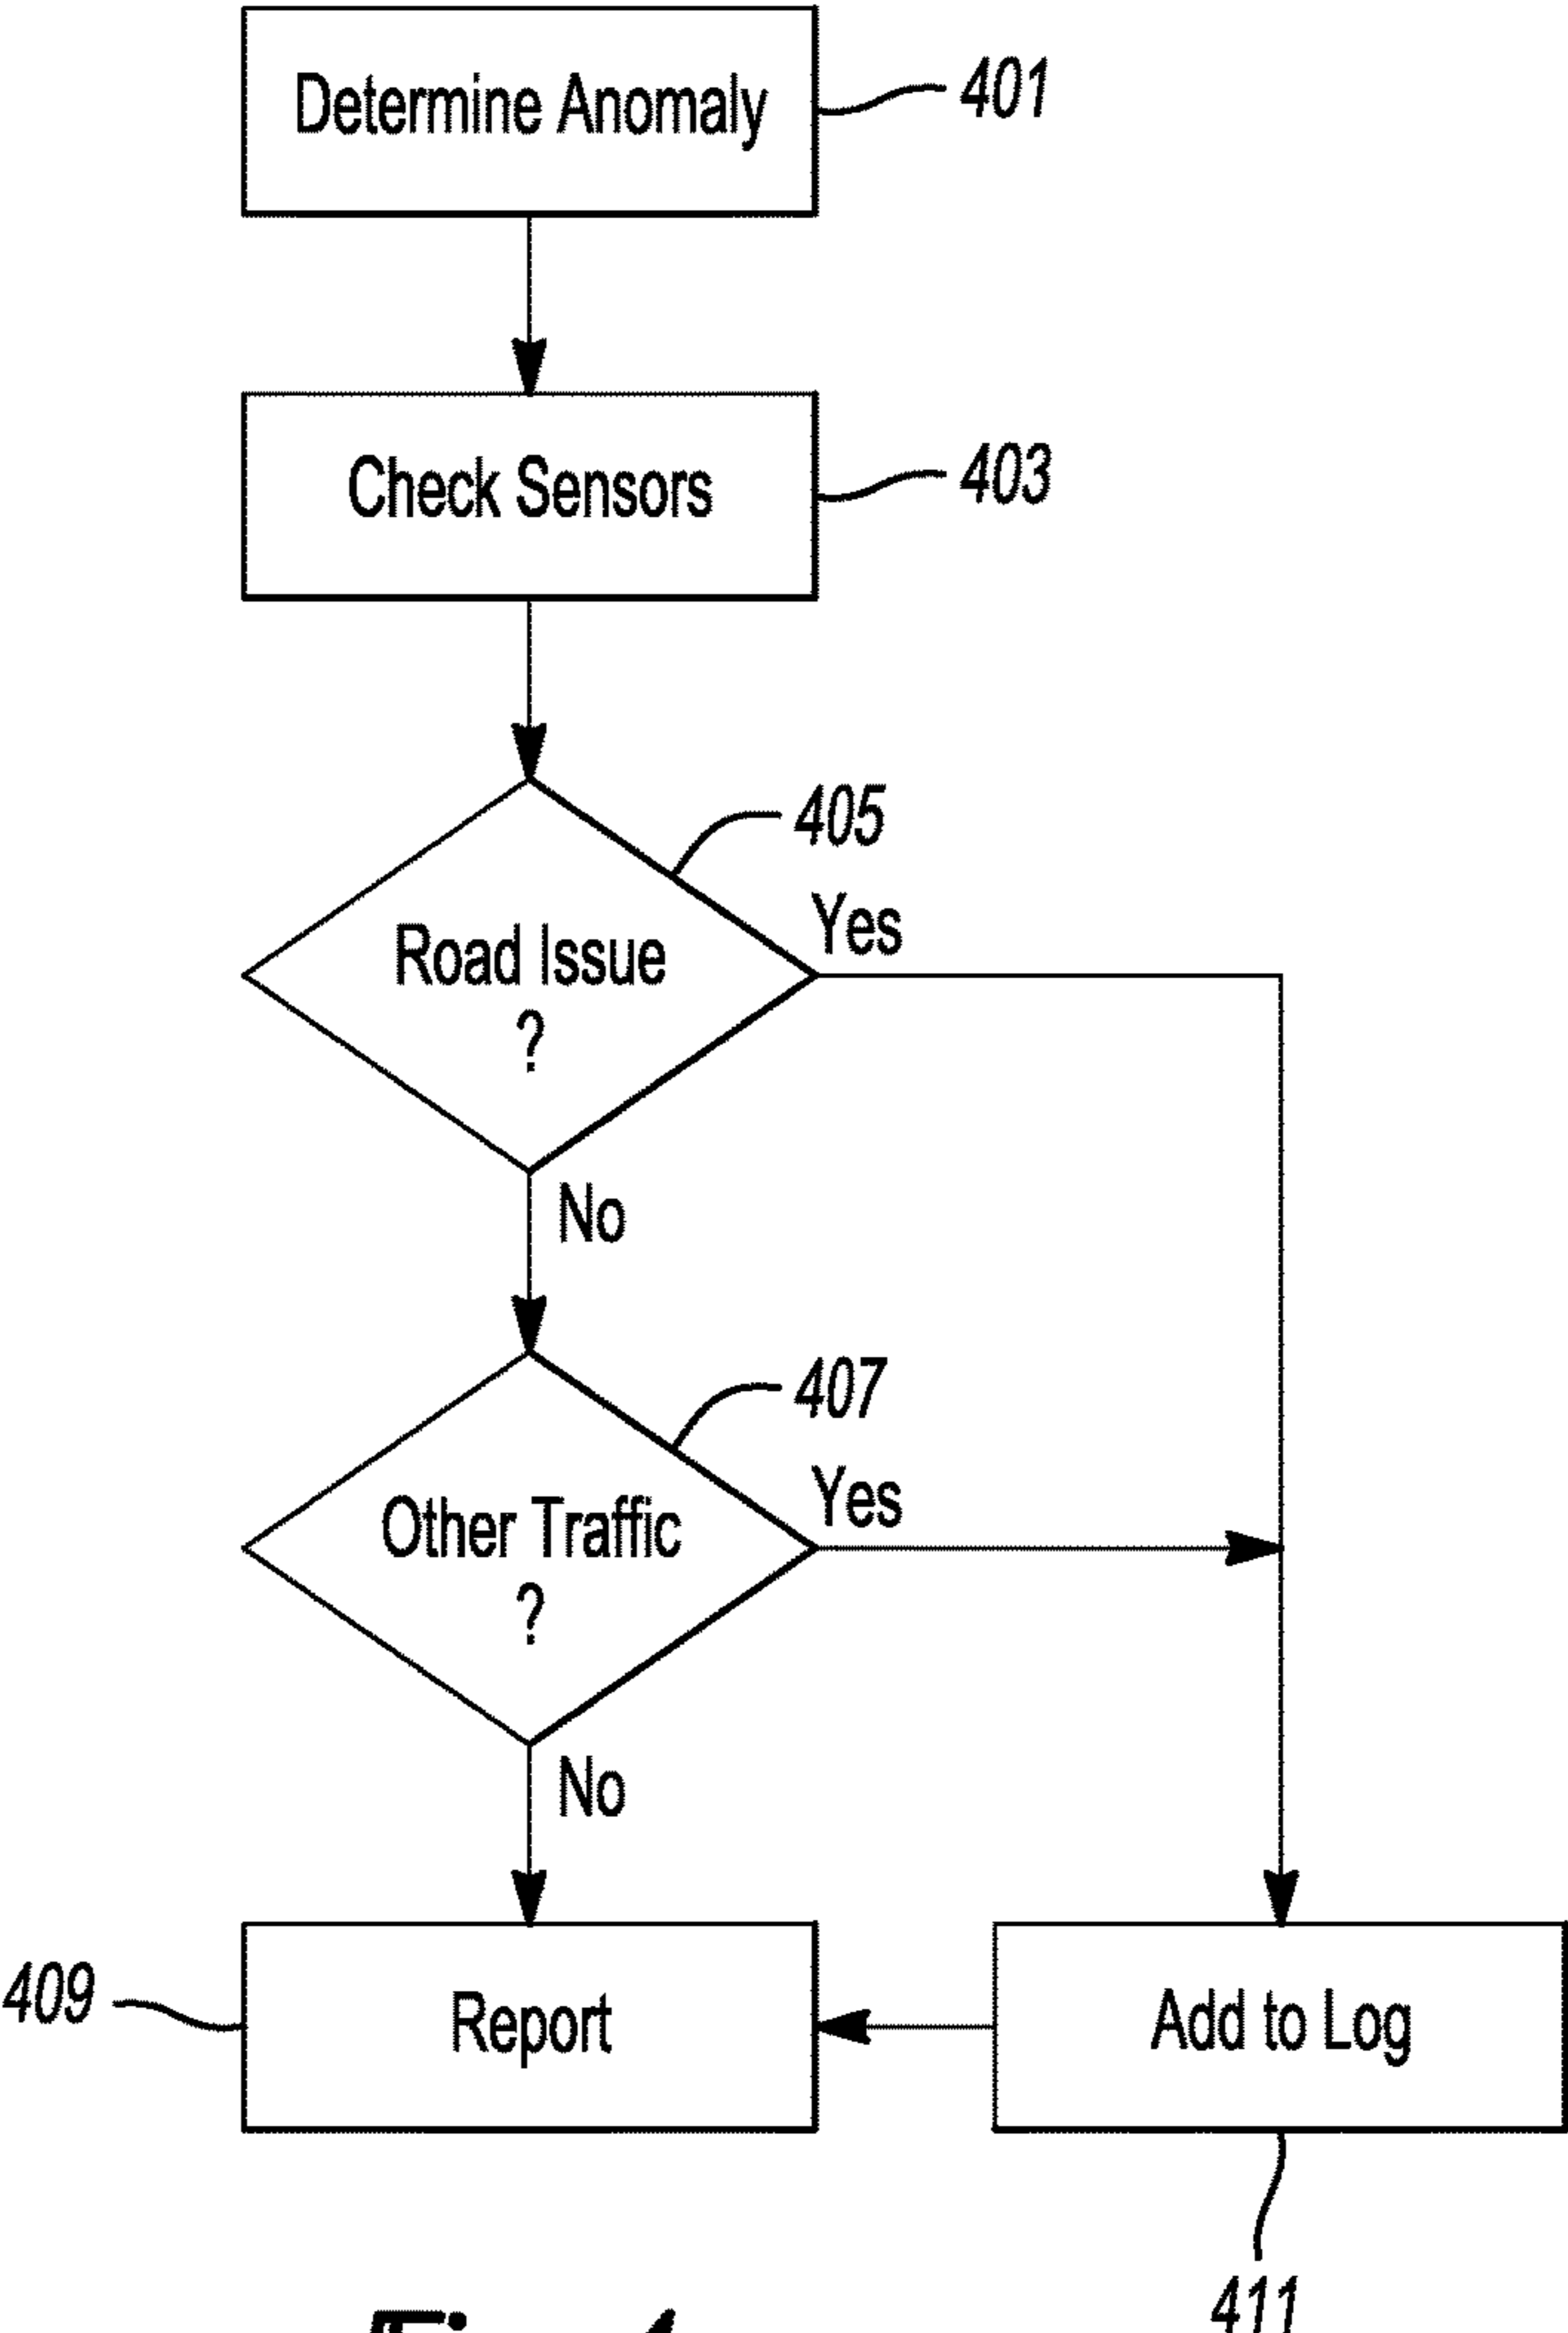 Determine Anomaly
401
Check Sensors
403
405
Yes
Road Issue
?
No
407
Yes
Other Traffic
?
No
409
Report
Add to Log
411